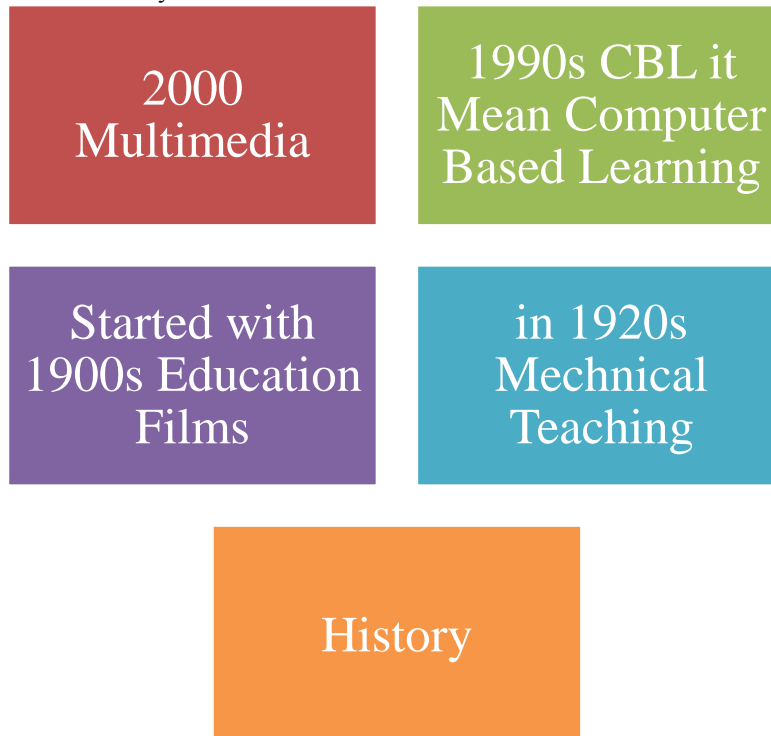 2000
Multimedia
1990s CBL it
Mean Computer
Based Learning
Started with
1900s Education
Films
in 1920s
Mechnical
Teaching
History